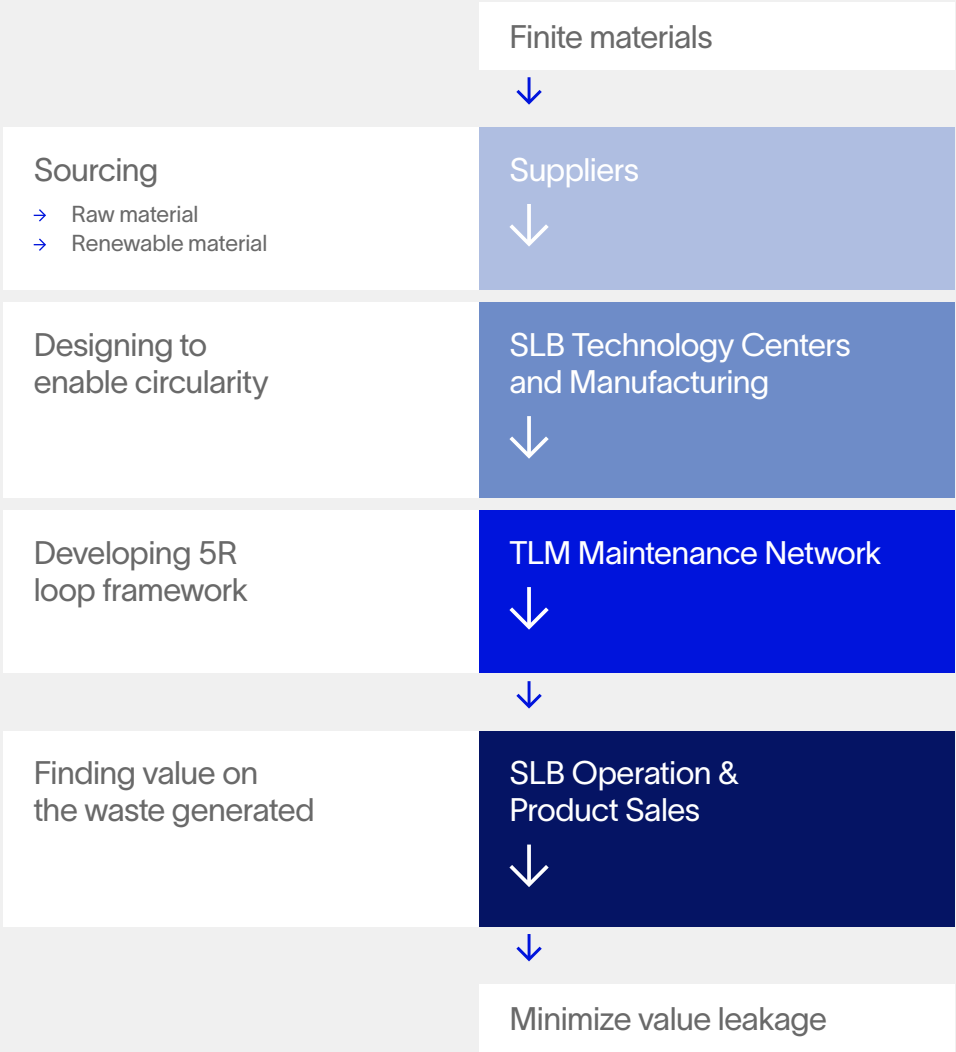 Finite materials
Sourcing
Raw material
Renewable material
Suppliers
Designing to
enable circularity
SLB Technology Centers
and Manufacturing
Developing 5R
loop framework
TLM Maintenance Network
Finding value on
the waste generated
SLB Operation &
Product Sales
Minimize value leakage